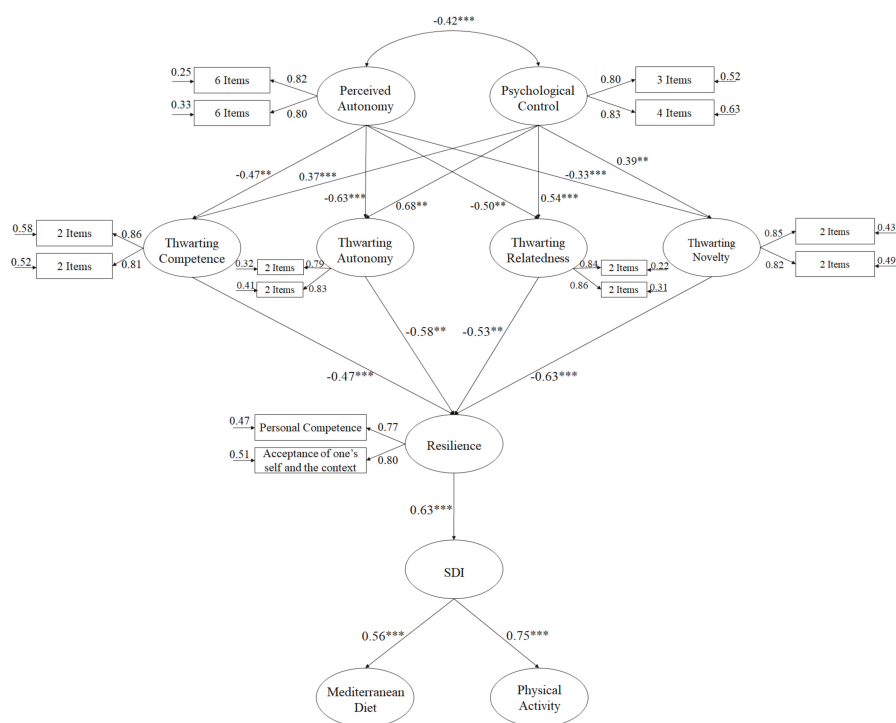 -0.42***
0.25
6 Items
0.82
0.33
6 Items
0.80
Perceived
Autonomy
Psychological
Control
0.80
3 Items
0.52
0.83
4 Items
0.63
-0.47**
0.37***
-0.63***
0.68**
-0.50**
0.54***
0.39**
-0.33***
0.58
2 Items
0.86
0.52
2 Items
0.81
Thwarting
Competence
Thwarting
Autonomy
0.32
2 Items
0.79
0.41
2 Items
0.83
Thwarting
Relatedness
0.84
2 Items
0.22
0.86
2 Items
0.31
Thwarting
Novelty
0.85
2 Items
0.43
0.82
2 Items
0.49
-0.47***
-0.58**
-0.53**
-0.63***
0.47
Personal Competence
0.77
0.51
Acceptance of one's
self and the context
0.80
Resilience
0.63***
SDI
0.56***
0.75***
Mediterranean
Diet
Physical
Activity